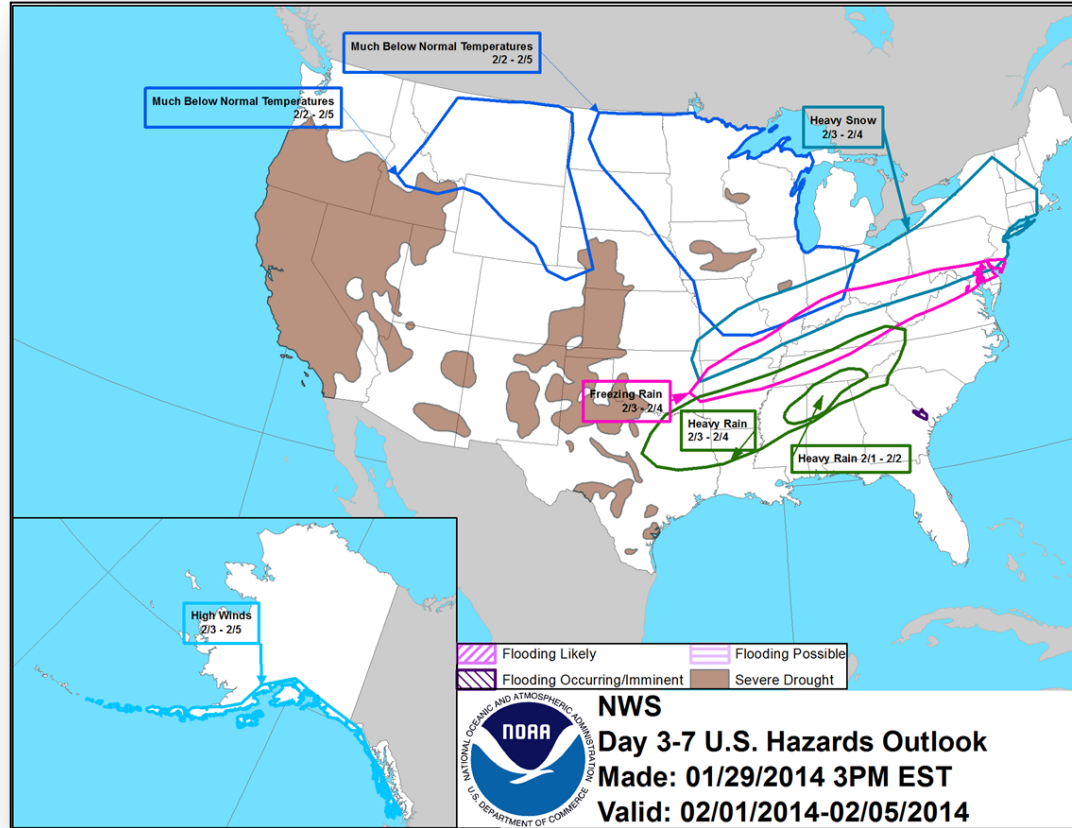 Much Below Normal Temperatures
2/2 - 2/5
Much Below Normal Temperatures
2/2 - 2/5
Heavy Snow
2/3 - 2/4
Freezing Rain
2/3 - 2/4
Heavy Rain
2/3 - 2/4
Heavy Rain 2/1 - 2/2
High Winds
2/3 - 2/5
Flooding Likely
Flooding Possible
Flooding Occurring/Imminent
Severe Drought
NATIONAL OCEANIC AND ATMOSPHERIC ADMINISTRATION
NOAA
U.S. DEPARTMENT OF COMMERCE
NWS
Day 3-7 U.S. Hazards Outlook
Made: 01/29/2014 3PM EST
Valid: 02/01/2014-02/05/2014